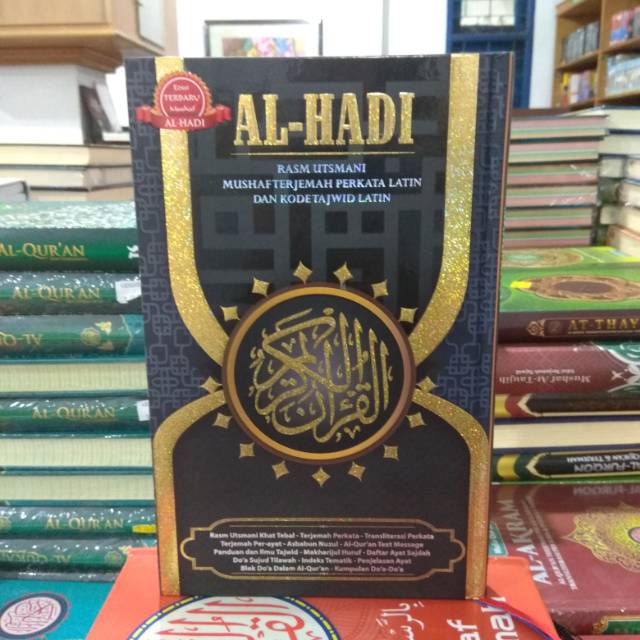 Edisi
TERBARU
Mushaf
AL-HADI
AL-HADI
RASM UTSMANI
MUSHAF TERJEMAH PERKATA LATIN
DAN KODE TAJWID LATIN
القرآن الكريم
Rasm Utsmani Khat Tebal - Terjemah Perkata - Transliterasi Perkata
Terjemah Per-ayat - Asbabun Nuzul - Al-Qur'an Text Message
Panduan dan Ilmu Tajwid - Makharijul Huruf - Daftar Ayat Sajdah
Do'a Sujud Tilawah - Indeks Tematik - Penjelasan Ayat
Blok Do'a Dalam Al-Qur'an - Kumpulan Do'a-Do'a
AL-QUR'AN
AL-QUR'AN
AL QUR'AN
AT-THAY
Mushaf At-Taujih
AL-FURQON
QUR'AN & TERJEMAH
AL-AKRAM